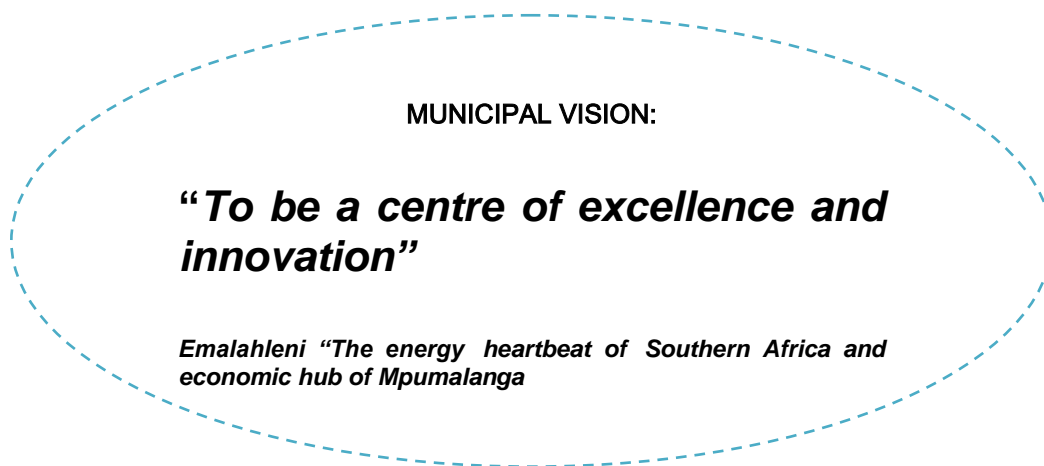 MUNICIPAL VISION:
“To be a centre of excellence and
innovation”
Emalahleni “The energy heartbeat of Southern Africa and
economic hub of Mpumalanga